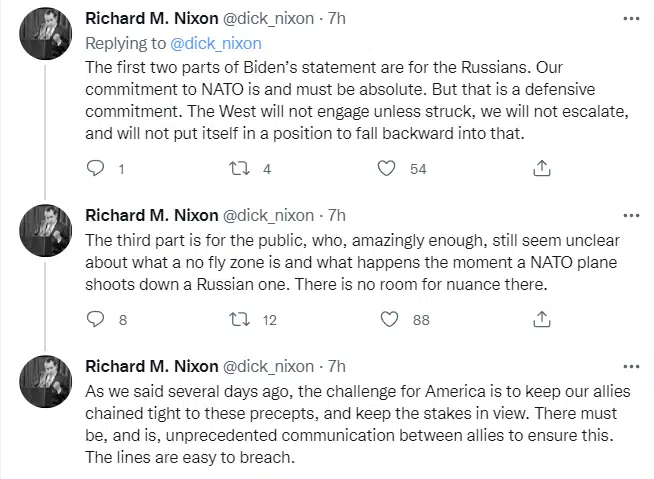 Richard M. Nixon @dick_nixon · 7h
Replying to @dick_nixon
The first two parts of Biden's statement are for the Russians. Our
commitment to NATO is and must be absolute. But that is a defensive
commitment. The West will not engage unless struck, we will not escalate,
and will not put itself in a position to fall backward into that.
1 4 54
Richard M. Nixon @dick_nixon · 7h
The third part is for the public, who, amazingly enough, still seem unclear
about what a no fly zone is and what happens the moment a NATO plane
shoots down a Russian one. There is no room for nuance there.
8 12 88
Richard M. Nixon @dick_nixon · 7h
As we said several days ago, the challenge for America is to keep our allies
chained tight to these precepts, and keep the stakes in view. There must
be, and is, unprecedented communication between allies to ensure this.
The lines are easy to breach.